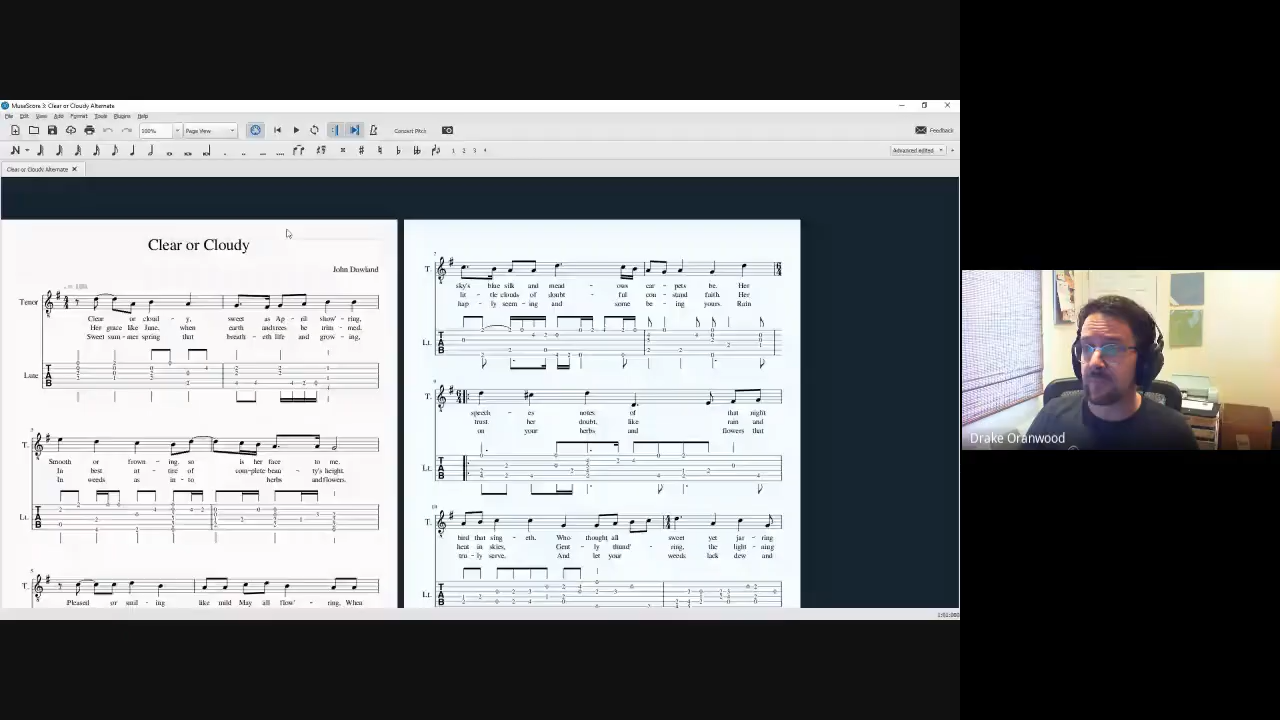 MuseScore 3: Clear or Cloudy Alternate
File Edit View Add Format Tools Plugins Help
100% Page View Concert Pitch Feedback
1 2 3 4 Advanced edited
Clear or Cloudy Alternate
Clear or Cloudy
John Dowland
Tenor
Clear or cloud - y, sweet as Ap - ril show' - ring,
Her grace like June, when earth and trees be trim - med.
Sweet sum - mer spring that breath - eth life and grow - ing,
Lute
T.
Smooth or frown - ing, so is her face to me.
In best at - tire of com - plete beau - ty's height.
In weeds as in - to herbs and flowers.
Lt.
T.
Pleased or smil - ing like mild May all flow' - ring, When
T.
sky's blue silk and mead - ows car - pets be. Her
lit - tle clouds of doubt - ful con - stand faith. Her
hap - ly seem - ing and some be - ing yours. Rain
Lt.
T.
speech - es notes of that night
trust. her doubt, like rain and
on your herbs and flowers that
Lt.
T.
bird that sing - eth, Who thought all sweet yet jar - ring
heat in skies, Gent - ly thund' - ring, the light - ning
tru - ly serve, And let your weeds lack dew and
Lt.
Drake Oranwood